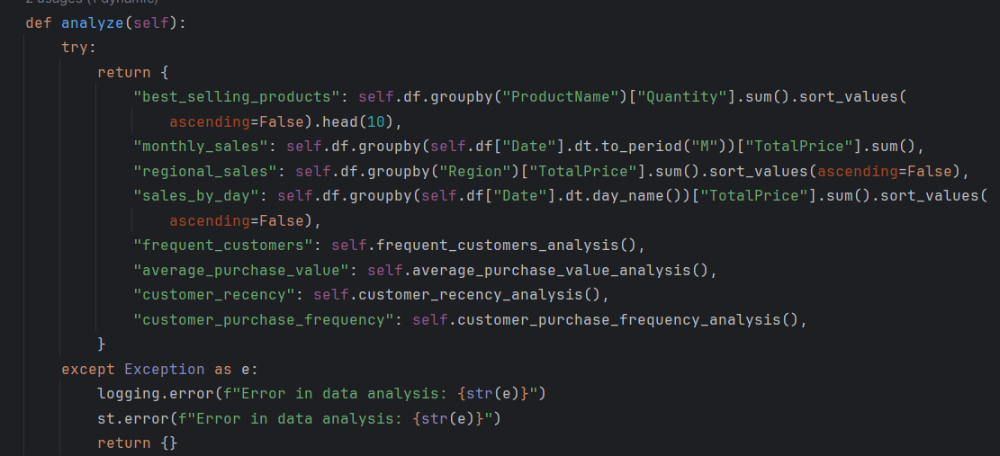 2 usages (1 dynamic)
def analyze(self):
    try:
        return {
            "best_selling_products": self.df.groupby("ProductName")["Quantity"].sum().sort_values(
                ascending=False).head(10),
            "monthly_sales": self.df.groupby(self.df["Date"].dt.to_period("M"))["TotalPrice"].sum(),
            "regional_sales": self.df.groupby("Region")["TotalPrice"].sum().sort_values(ascending=False),
            "sales_by_day": self.df.groupby(self.df["Date"].dt.day_name())["TotalPrice"].sum().sort_values(
                ascending=False),
            "frequent_customers": self.frequent_customers_analysis(),
            "average_purchase_value": self.average_purchase_value_analysis(),
            "customer_recency": self.customer_recency_analysis(),
            "customer_purchase_frequency": self.customer_purchase_frequency_analysis(),
        }
    except Exception as e:
        logging.error(f"Error in data analysis: {str(e)}")
        st.error(f"Error in data analysis: {str(e)}")
        return {}